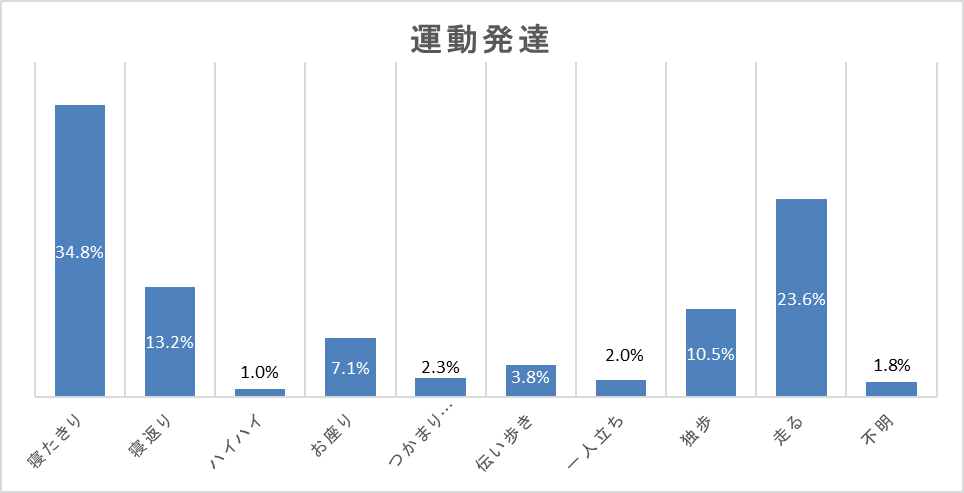 運動発達
34.8%
13.2%
1.0%
7.1%
2.3%
3.8%
2.0%
10.5%
23.6%
1.8%
寝たきり
寝返り
ハイハイ
お座り
つかまり…
伝い歩き
一人立ち
独歩
走る
不明